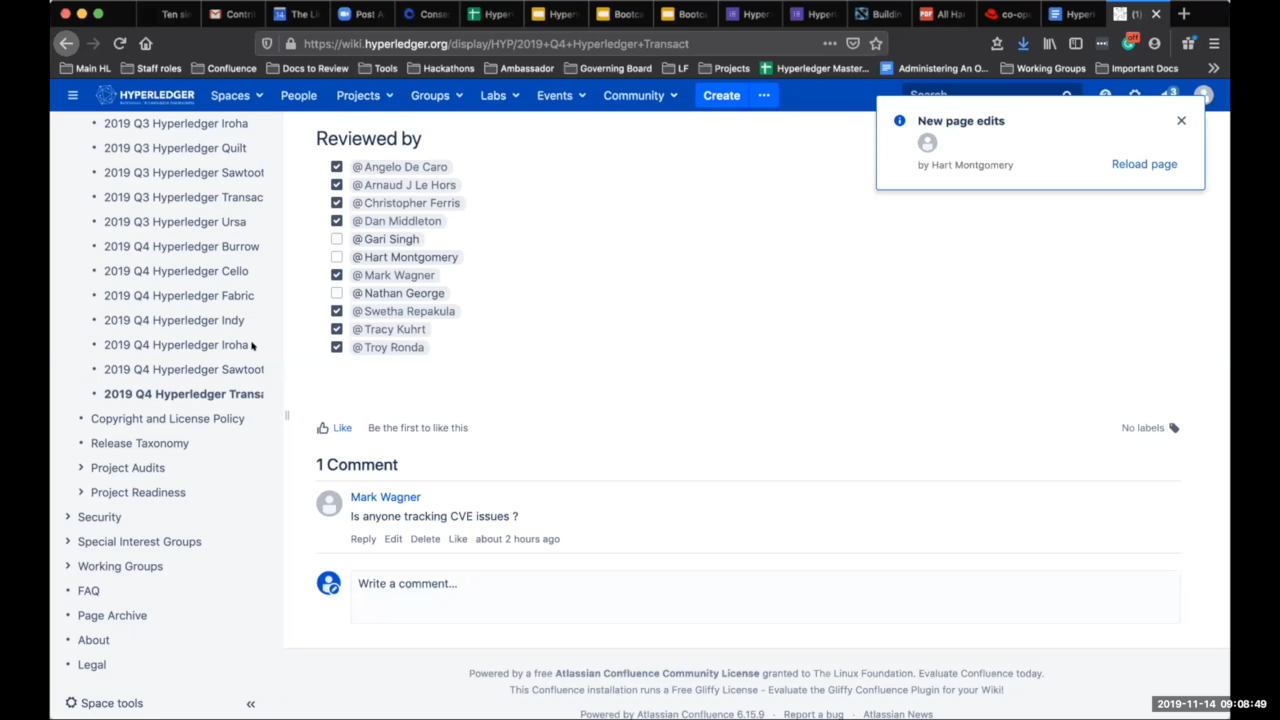 Ten si
Contri
The Li
Post A
Conse
Hyper
Hyper
Bootca
Bootca
Hyper
Hyperl
Buildin
All Har
co-ope
Hyperl
(1)
https://wiki.hyperledger.org/display/HYP/2019+Q4+Hyperledger+Transact
off
Main HL Staff roles Confluence Docs to Review Tools Hackathons Ambassador Governing Board LF Projects Hyperledger Master... Administering An O... Working Groups Important Docs
HYPERLEDGER Spaces People Projects Groups Labs Events Community Create Search 3
2019 Q3 Hyperledger Iroha
2019 Q3 Hyperledger Quilt
2019 Q3 Hyperledger Sawtoot
2019 Q3 Hyperledger Transac
2019 Q3 Hyperledger Ursa
2019 Q4 Hyperledger Burrow
2019 Q4 Hyperledger Cello
2019 Q4 Hyperledger Fabric
2019 Q4 Hyperledger Indy
2019 Q4 Hyperledger Iroha
2019 Q4 Hyperledger Sawtoot
2019 Q4 Hyperledger Transa
Copyright and License Policy
Release Taxonomy
Project Audits
Project Readiness
Security
Special Interest Groups
Working Groups
FAQ
Page Archive
About
Legal
Space tools
Reviewed by
@Angelo De Caro
@Arnaud J Le Hors
@Christopher Ferris
@Dan Middleton
@Gari Singh
@Hart Montgomery
@Mark Wagner
@Nathan George
@Swetha Repakula
@Tracy Kuhrt
@Troy Ronda
New page edits
by Hart Montgomery Reload page
Like Be the first to like this No labels
1 Comment
Mark Wagner
Is anyone tracking CVE issues ?
Reply Edit Delete Like about 2 hours ago
Write a comment...
Powered by a free Atlassian Confluence Community License granted to The Linux Foundation. Evaluate Confluence today.
This Confluence installation runs a Free Gliffy License - Evaluate the Gliffy Confluence Plugin for your Wiki!
Powered by Atlassian Confluence 6.15.9 Report a bug Atlassian News
2019-11-14 09:08:49